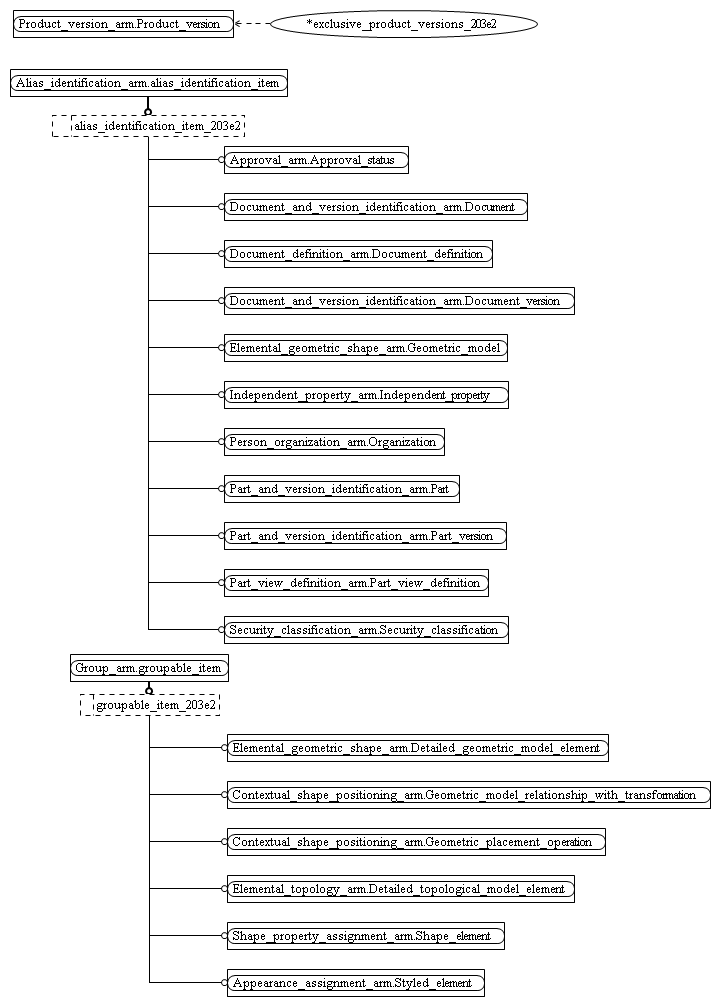 Product_version_arm.Product_version
*exclusive_product_versions_203e2
Alias_identification_arm.alias_identification_item
alias_identification_item_203e2
Approval_arm.Approval_status
Document_and_version_identification_arm.Document
Document_definition_arm.Document_definition
Document_and_version_identification_arm.Document_version
Elemental_geometric_shape_arm.Geometric_model
Independent_property_arm.Independent_property
Person_organization_arm.Organization
Part_and_version_identification_arm.Part
Part_and_version_identification_arm.Part_version
Part_view_definition_arm.Part_view_definition
Security_classification_arm.Security_classification
Group_arm.groupable_item
groupable_item_203e2
Elemental_geometric_shape_arm.Detailed_geometric_model_element
Contextual_shape_positioning_arm.Geometric_model_relationship_with_transformation
Contextual_shape_positioning_arm.Geometric_placement_operation
Elemental_topology_arm.Detailed_topological_model_element
Shape_property_assignment_arm.Shape_element
Appearance_assignment_arm.Styled_element